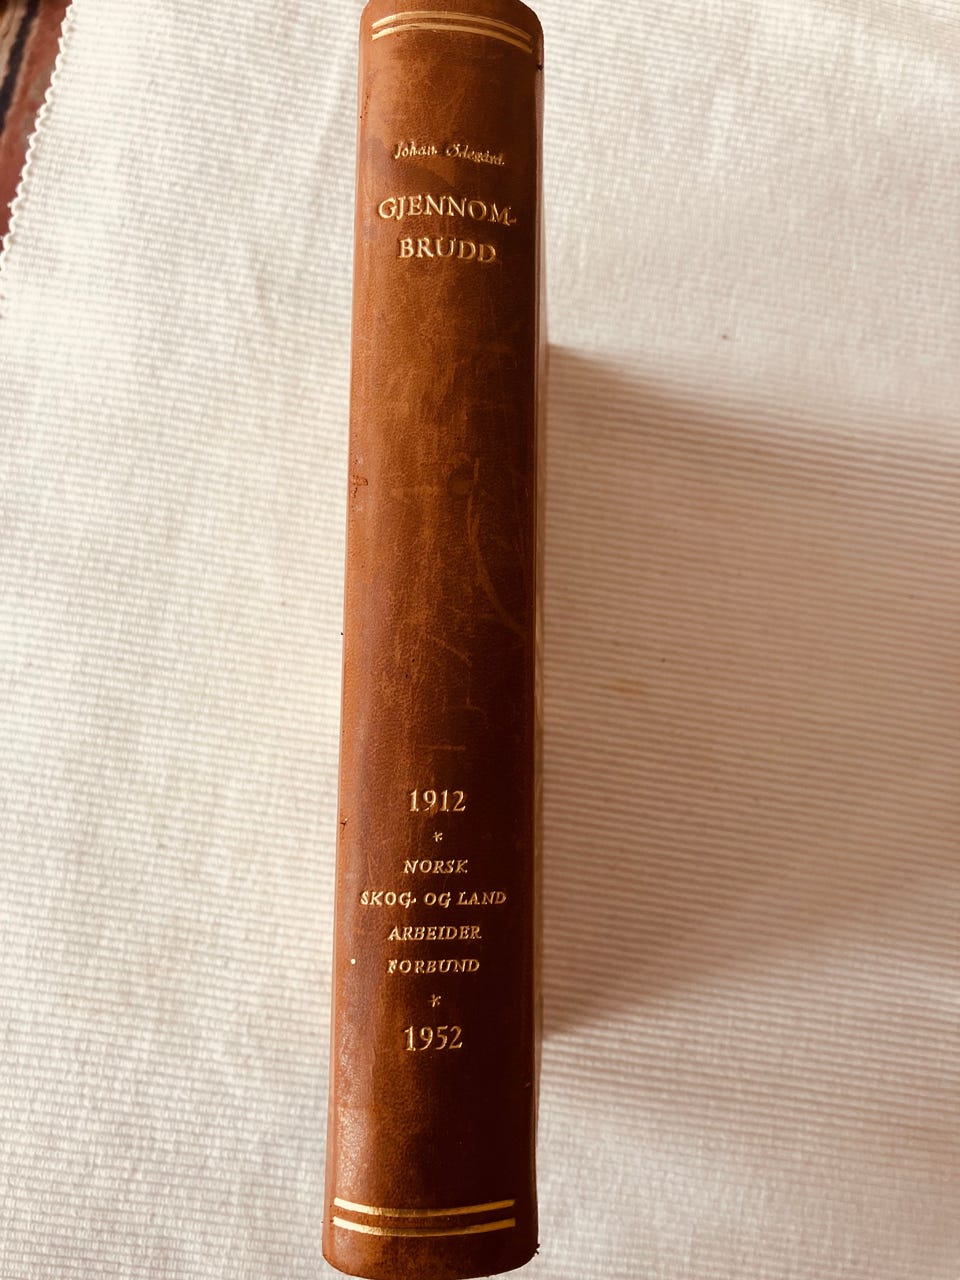 Johan Ødegård
GJENNOM-
BRUDD
1912
*
NORSK
SKOG- OG LAND
ARBEIDER
FORBUND
*
1952